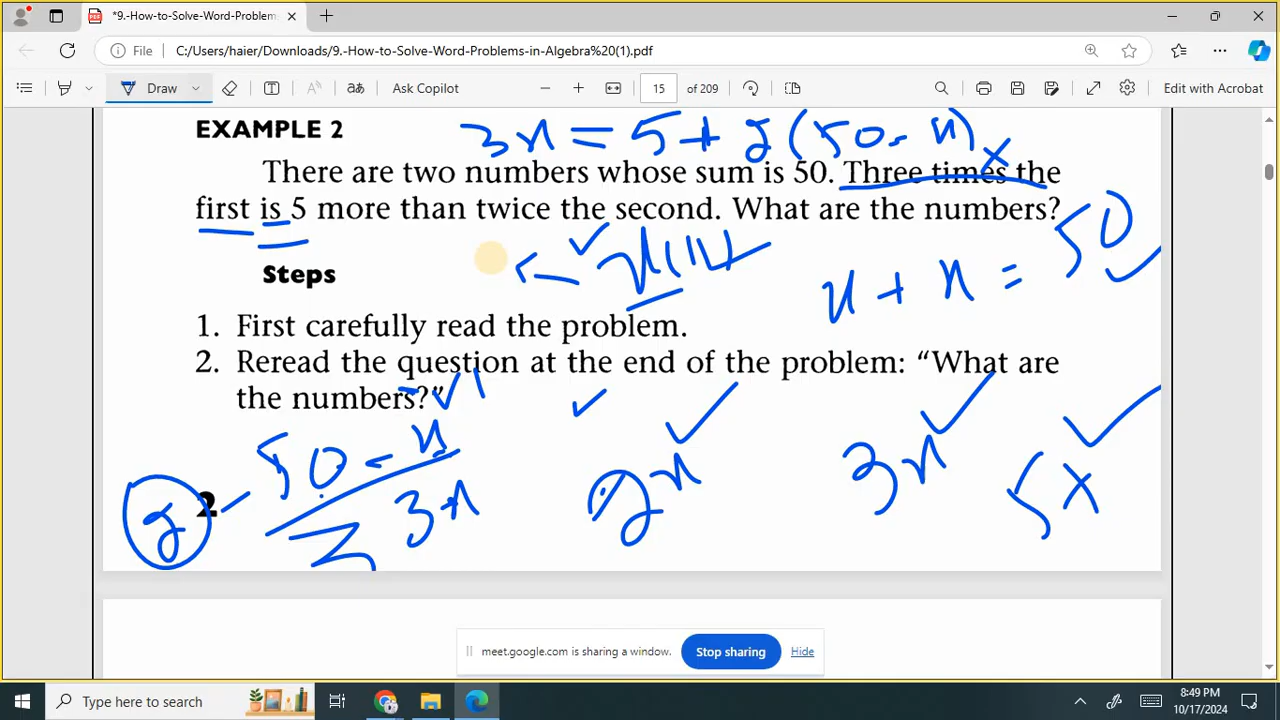 *9.-How-to-Solve-Word-Problem
File C:/Users/haier/Downloads/9.-How-to-Solve-Word-Problems-in-Algebra%20(1).pdf
Draw Ask Copilot 15 of 209 Edit with Acrobat
EXAMPLE 2
3x = 5 + 2(50 - x)
There are two numbers whose sum is 50. Three times the
first is 5 more than twice the second. What are the numbers?
x + x = 50
Steps
1. First carefully read the problem.
2. Reread the question at the end of the problem: “What are
the numbers?”
50 - x
2 3x 2x 3x 5x
2
meet.google.com is sharing a window. Stop sharing Hide
Type here to search
8:49 PM
10/17/2024